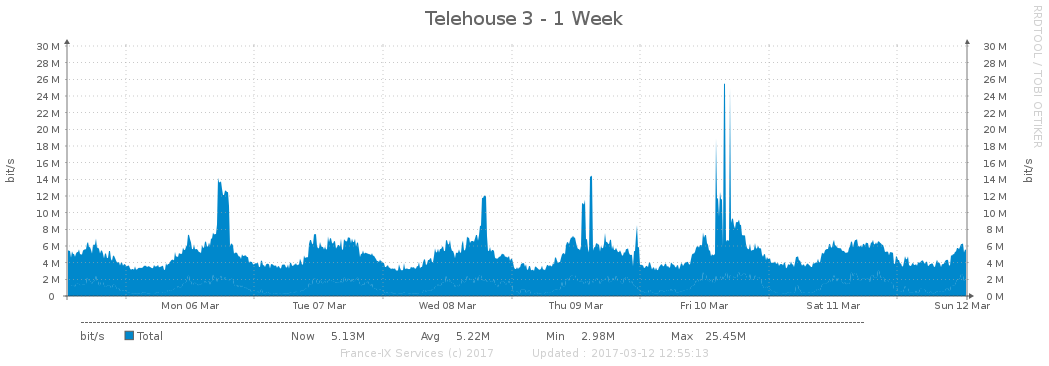 Telehouse 3 - 1 Week
RRDTOOL / TOBI OETIKER
bit/s
30 M 30 M
28 M 28 M
26 M 26 M
24 M 24 M
22 M 22 M
20 M 20 M
18 M 18 M
16 M 16 M
14 M 14 M
12 M 12 M
10 M 10 M
8 M 8 M
6 M 6 M
4 M 4 M
2 M 2 M
0 0 M
bit/s
Mon 06 Mar Tue 07 Mar Wed 08 Mar Thu 09 Mar Fri 10 Mar Sat 11 Mar Sun 12 Mar
bit/s Total Now 5.13M Avg 5.22M Min 2.98M Max 25.45M
France-IX Services (c) 2017 Updated : 2017-03-12 12:55:13